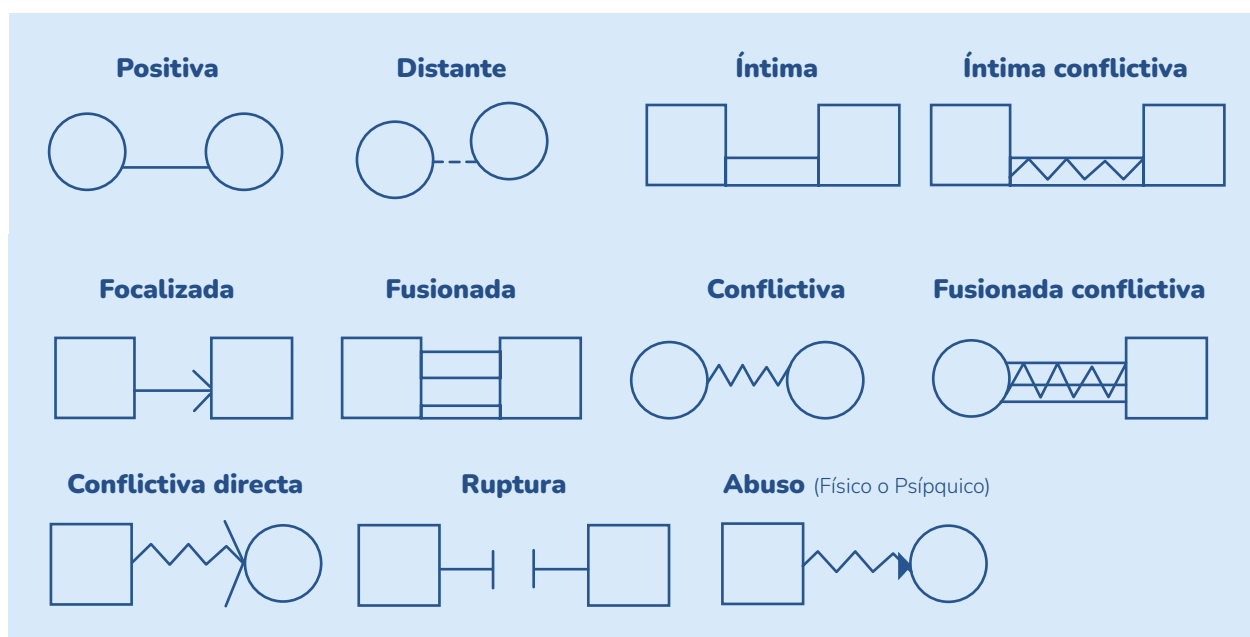 Positiva
Distante
Íntima
Íntima conflictiva
Focalizada
Fusionada
Conflictiva
Fusionada conflictiva
Conflictiva directa
Ruptura
Abuso (Físico o Psípquico)